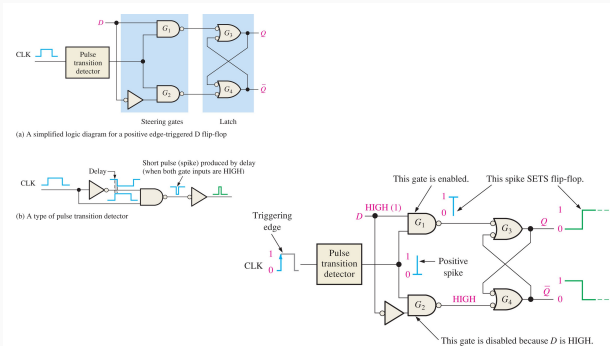 D
G1
G3
Q
CLK
Pulse
transition
detector
G2
G4
Q̅
Steering gates
Latch
(a) A simplified logic diagram for a positive edge-triggered D flip-flop
Delay
Short pulse (spike) produced by delay
(when both gate inputs are HIGH)
CLK
(b) A type of pulse transition detector
This gate is enabled.
This spike SETS flip-flop.
HIGH (1)
D
G1
1
0
G3
Q
1
0
Triggering
edge
1
CLK
0
Pulse
transition
detector
1
0
Positive
spike
G2
HIGH
G4
Q̅
1
0
This gate is disabled because D is HIGH.